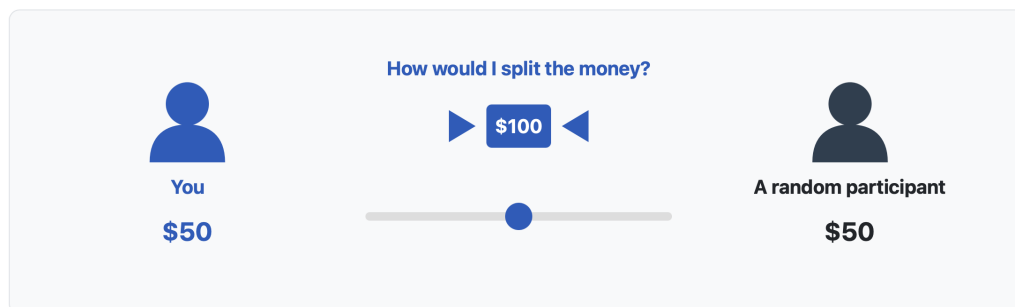 How would I split the money?
$100
You
A random participant
$50
$50